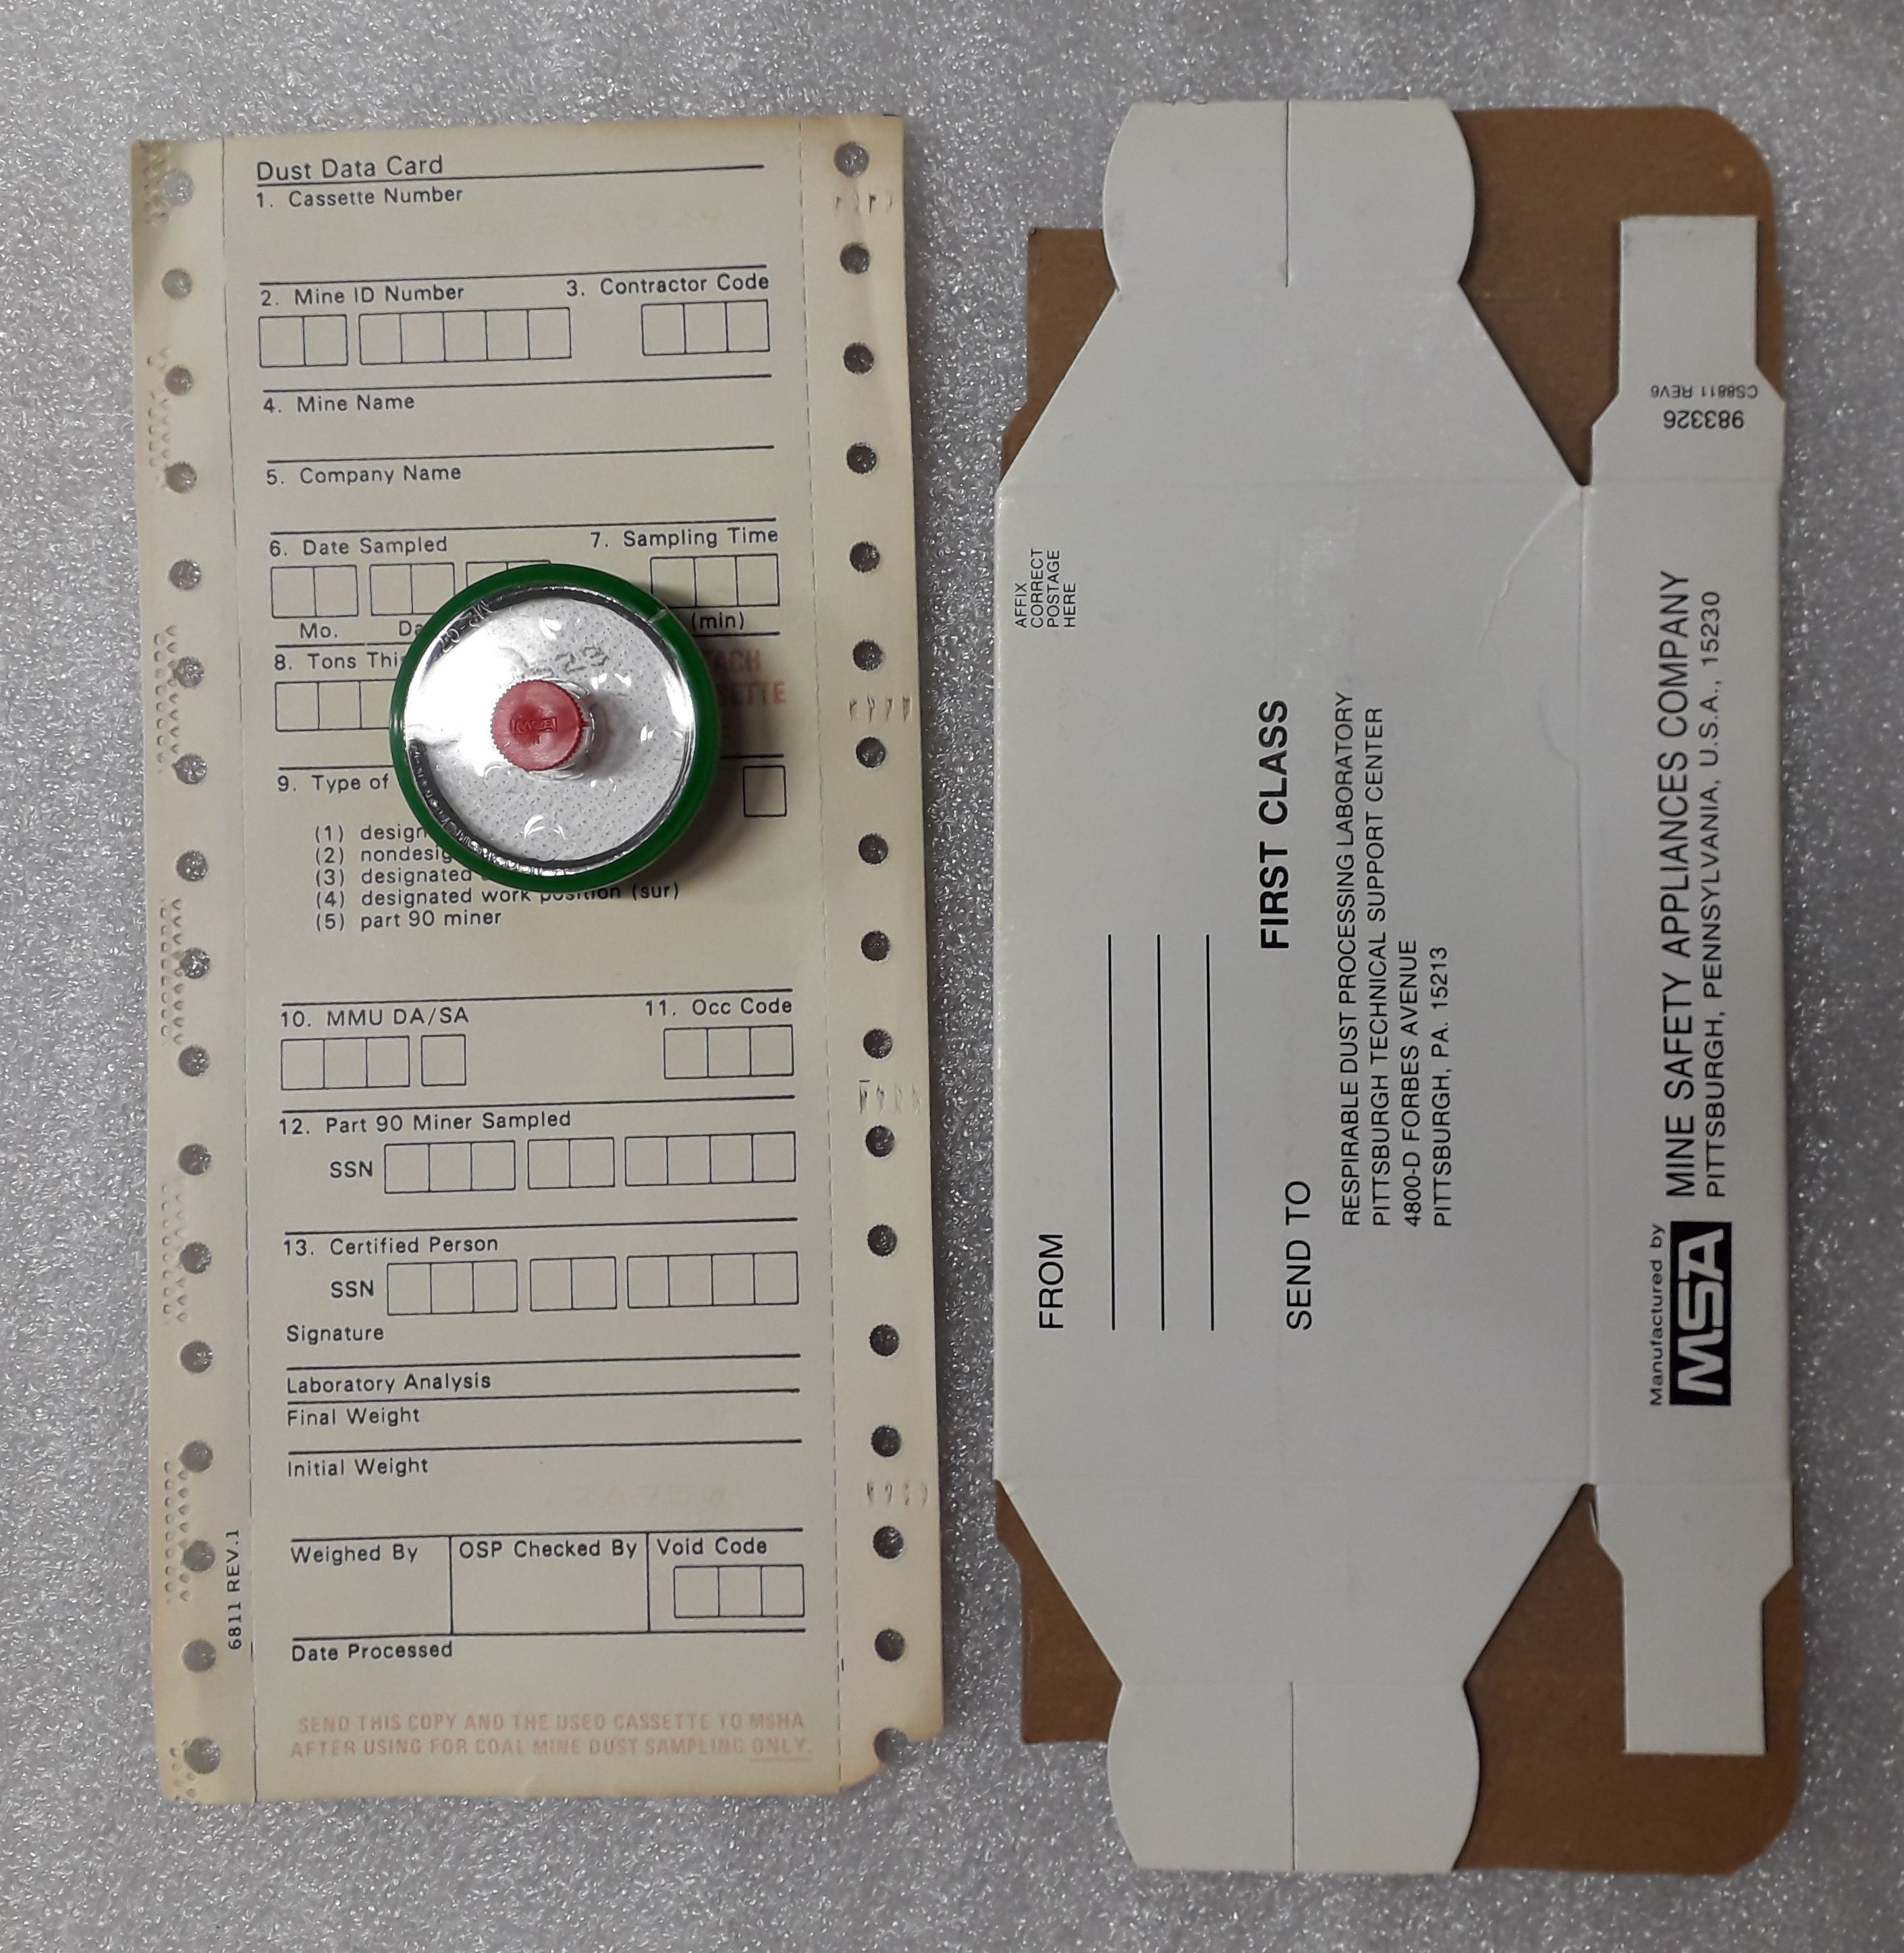 Dust Data Card
1. Cassette Number
2. Mine ID Number
3. Contractor Code
4. Mine Name
5. Company Name
6. Date Sampled
7. Sampling Time
Mo.
(min)
8. Tons
9. Type of
(1)
(2)
(3) designated
(4) designated work position (sur)
(5) part 90 miner
10. MMU DA/SA
11. Occ Code
12. Part 90 Miner Sampled
SSN
13. Certified Person
SSN
Signature
Laboratory Analysis
Final Weight
Initial Weight
Weighed By
OSP Checked By
Void Code
Date Processed
SEND THIS COPY AND THE USED CASSETTE TO MSHA
AFTER USING FOR COAL MINE DUST SAMPLING ONLY.
6811 REV.1
AFFIX
CORRECT
POSTAGE
HERE
FROM
FIRST CLASS
SEND TO
RESPIRABLE DUST PROCESSING LABORATORY
PITTSBURGH TECHNICAL SUPPORT CENTER
4800-D FORBES AVENUE
PITTSBURGH, PA. 15213
983326
CS8811 REV6
Manufactured by
MSA
MINE SAFETY APPLIANCES COMPANY
PITTSBURGH, PENNSYLVANIA, U.S.A., 15230